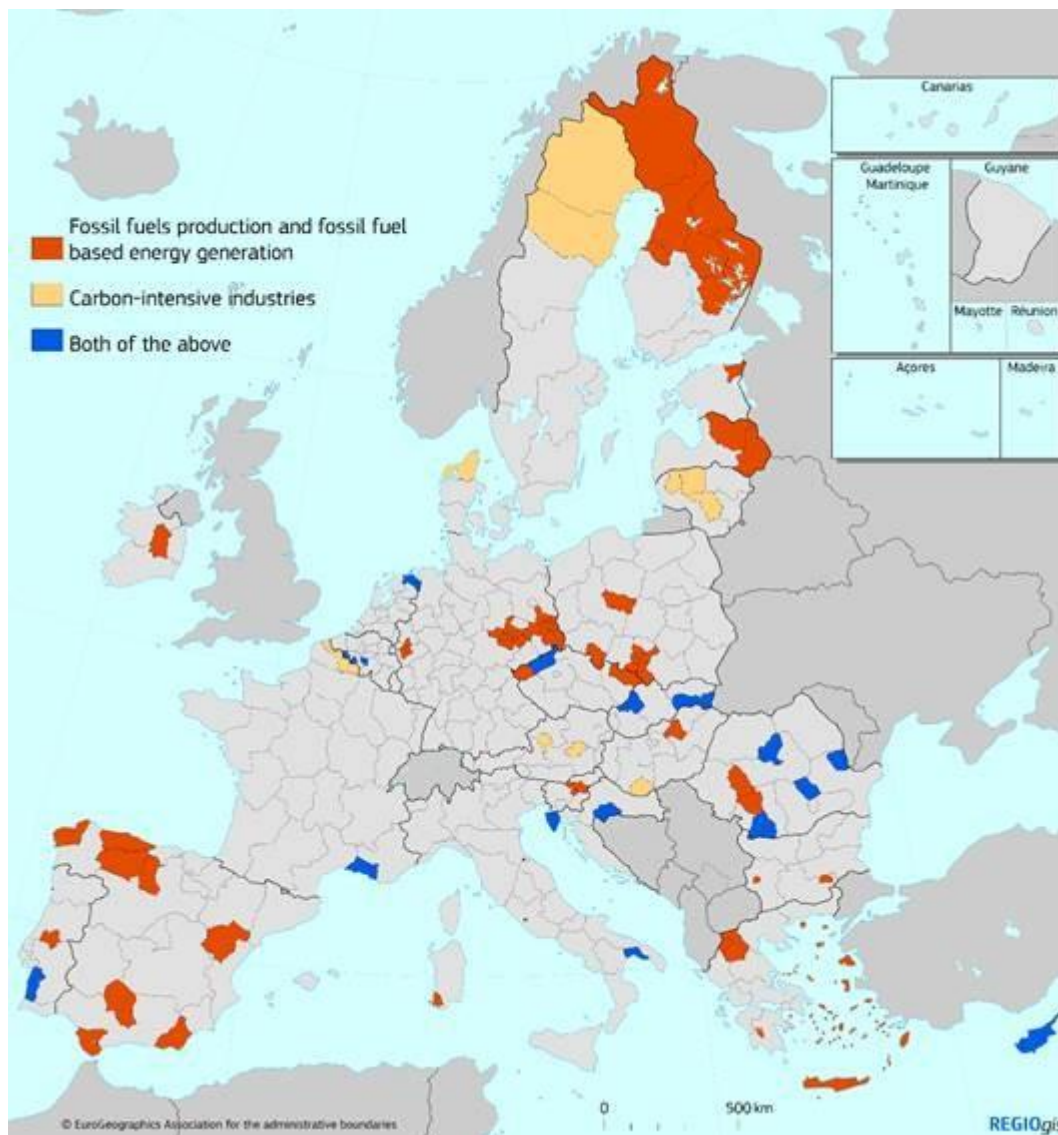 Canarias
Guadeloupe
Martinique
Guyane
Fossil fuels production and fossil fuel
based energy generation
Carbon-intensive industries
Both of the above
Mayotte
Réunion
Açores
Madeira
0
500 km
© EuroGeographics Association for the administrative boundaries
REGIOgis